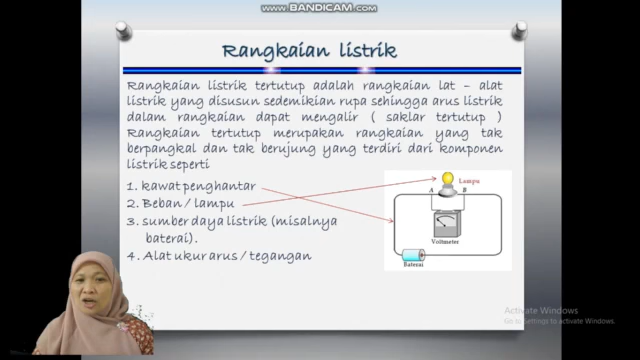 WWW.BANDICAM.COM
Rangkaian listrik
Rangkaian listrik tertutup adalah rangkaian lat – alat
listrik yang disusun sedemikian rupa sehingga arus listrik
dalam rangkaian dapat mengalir ( saklar tertutup )
Rangkaian tertutup merupakan rangkaian yang tak
berpangkal dan tak berujung yang terdiri dari komponen
listrik seperti
1. kawat penghantar
2. Beban / lampu
3. sumber daya listrik (misalnya
baterai).
4. Alat ukur arus / tegangan
Lampu
A B
Voltmeter
Baterai
Activate Windows
Go to Settings to activate Windows.